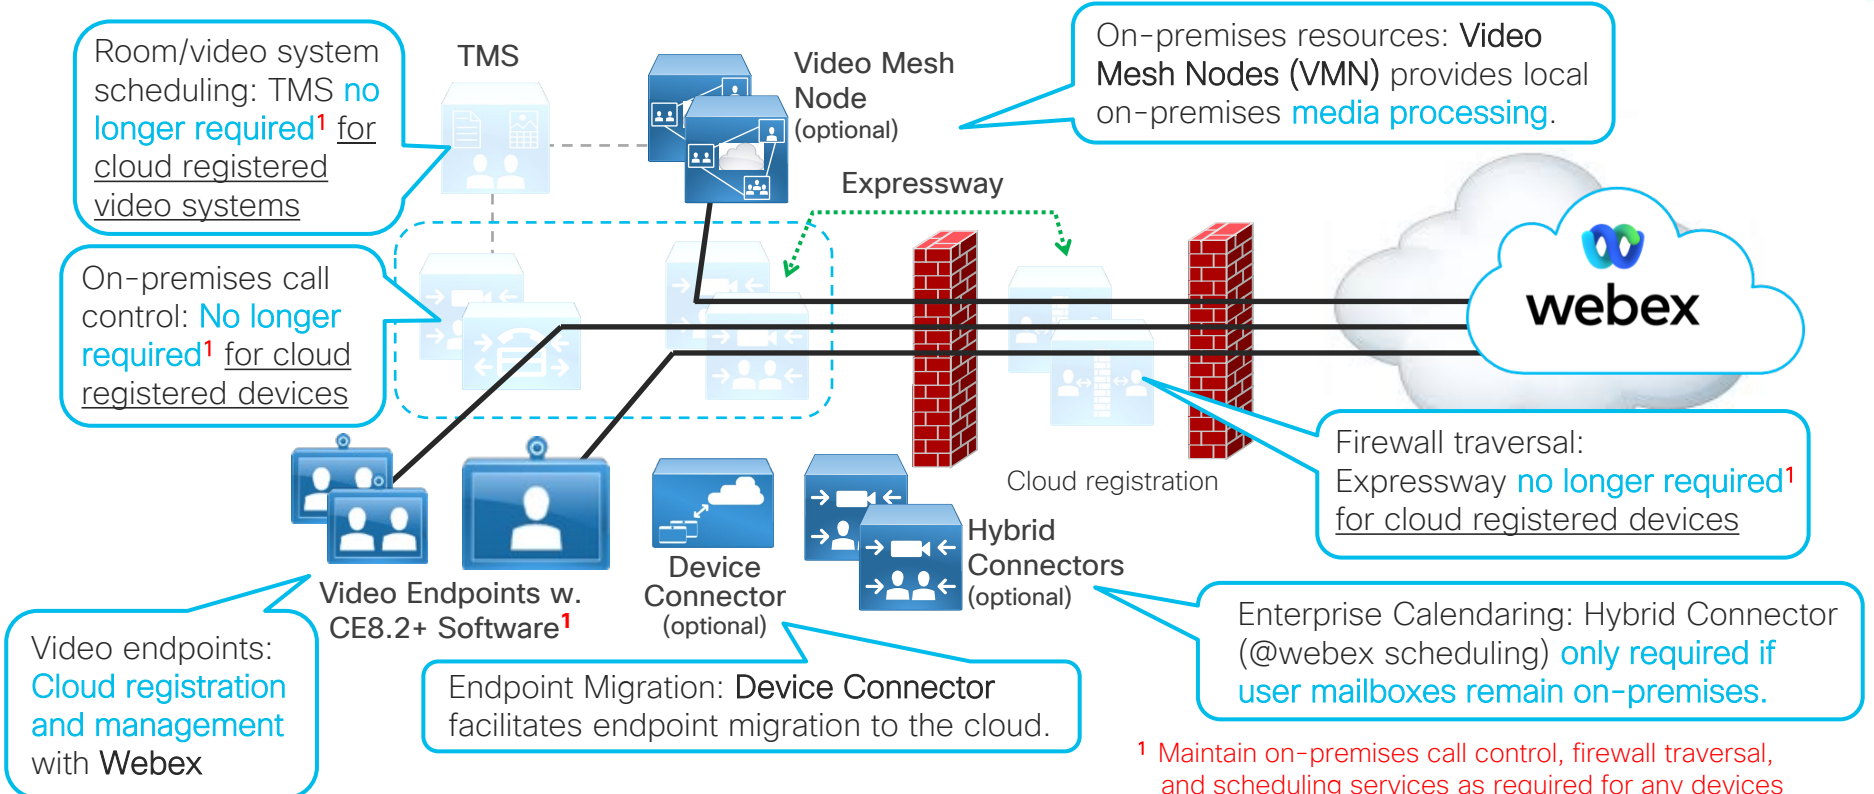 Room/video system
scheduling: TMS no
longer required1 for
cloud registered
video systems
TMS
Video Mesh
Node
(optional)
On-premises resources: Video
Mesh Nodes (VMN) provides local
on-premises media processing.
Expressway
On-premises call
control: No longer
required1 for cloud
registered devices
webex
Cloud registration
Firewall traversal:
Expressway no longer required1
for cloud registered devices
Video Endpoints w.
CE8.2+ Software1
Device
Connector
(optional)
Hybrid
Connectors
(optional)
Video endpoints:
Cloud registration
and management
with Webex
Endpoint Migration: Device Connector
facilitates endpoint migration to the cloud.
Enterprise Calendaring: Hybrid Connector
(@webex scheduling) only required if
user mailboxes remain on-premises.
1 Maintain on-premises call control, firewall traversal,
and scheduling services as required for any devices